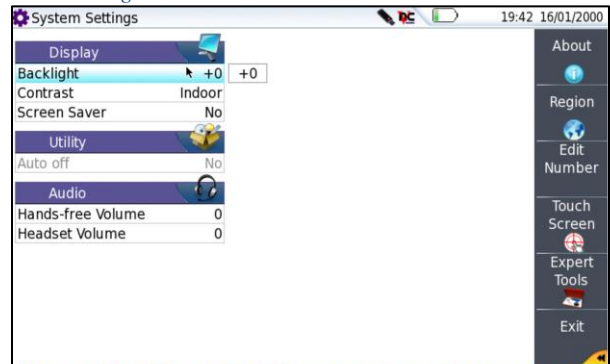 System Settings
DC
19:42 16/01/2000
Display
Backlight +0 +0
Contrast Indoor
Screen Saver No
Utility
Auto off No
Audio
Hands-free Volume 0
Headset Volume 0
About
Region
Edit
Number
Touch
Screen
Expert
Tools
Exit